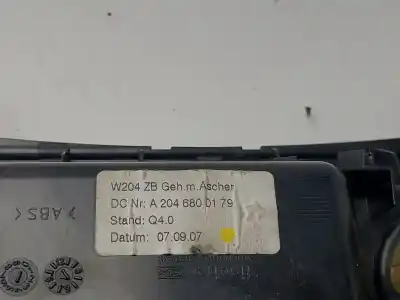 >ABS<
W204 ZB Geh.m.Ascher
DC Nr: A 204 680 01 79
Stand: Q4.0
Datum: 07.09.07